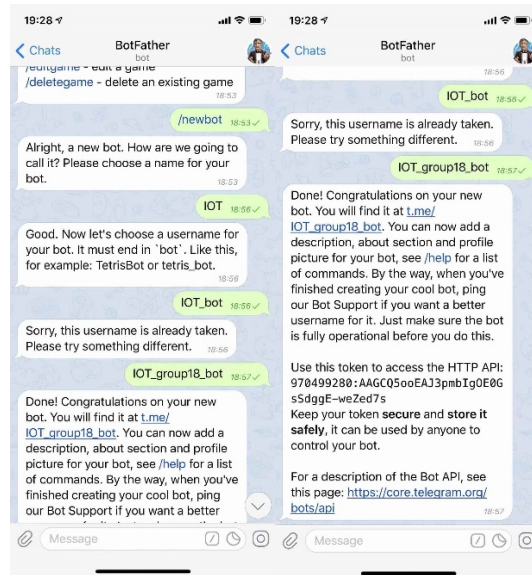 19:28
Chats
BotFather
bot
/editgame - edit a game
/deletegame - delete an existing game
18:53
/newbot 18:53
Alright, a new bot. How are we going to
call it? Please choose a name for your
bot.
18:53
IOT 18:56
Good. Now let's choose a username for
your bot. It must end in `bot`. Like this,
for example: TetrisBot or tetris_bot.
18:56
IOT_bot 18:56
Sorry, this username is already taken.
Please try something different. 18:56
IOT_group18_bot 18:57
Done! Congratulations on your new
bot. You will find it at t.me/
IOT_group18_bot. You can now add a
description, about section and profile
picture for your bot, see /help for a list
of commands. By the way, when you've
finished creating your cool bot, ping
our Bot Support if you want a better
Message
19:28
Chats
BotFather
bot
18:56
IOT_bot 18:56
Sorry, this username is already taken.
Please try something different. 18:56
IOT_group18_bot 18:57
Done! Congratulations on your new
bot. You will find it at t.me/
IOT_group18_bot. You can now add a
description, about section and profile
picture for your bot, see /help for a list
of commands. By the way, when you've
finished creating your cool bot, ping
our Bot Support if you want a better
username for it. Just make sure the bot
is fully operational before you do this.
Use this token to access the HTTP API:
970499280:AAGCQ5ooEAJ3pmbIgOE0G
sSdggE-weZed7s
Keep your token secure and store it
safely, it can be used by anyone to
control your bot.
For a description of the Bot API, see
this page: https://core.telegram.org/
bots/api
18:57
Message